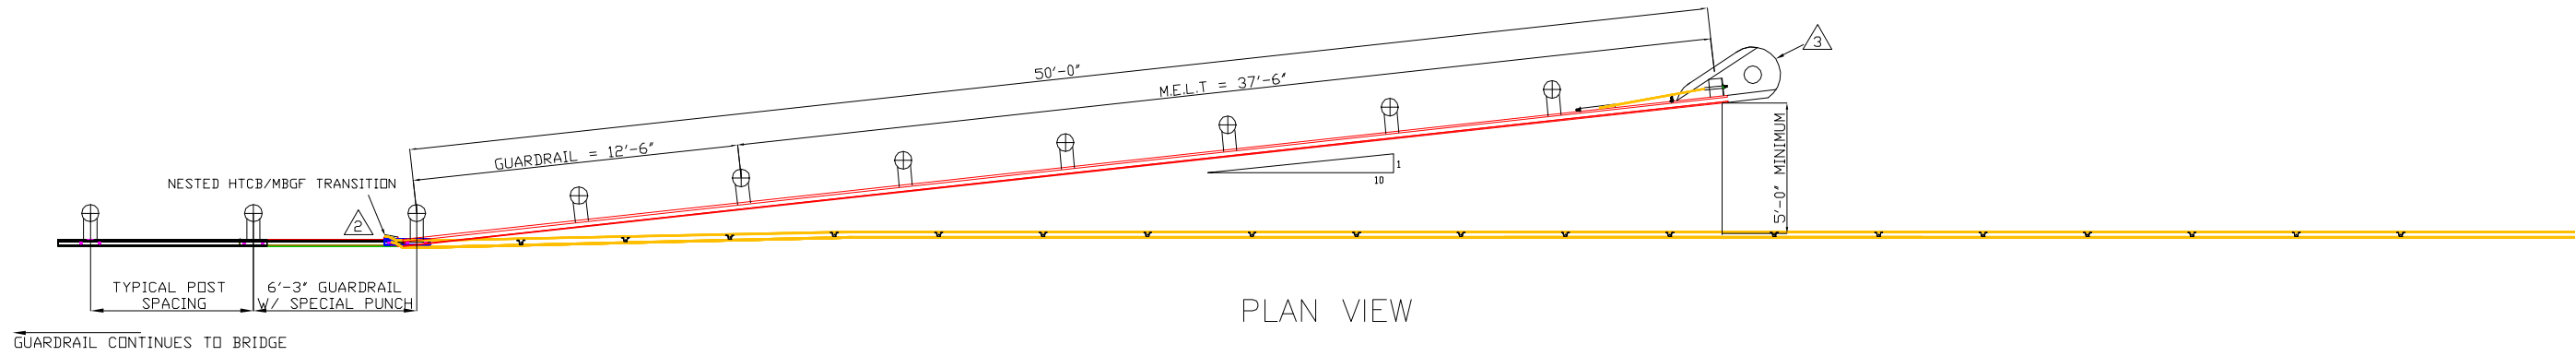 3
50'-0"
M.E.L.T = 37'-6"
GUARDRAIL = 12'-6"
5'-0" MINIMUM
1
10
NESTED HTCB/MBGF TRANSITION
2
TYPICAL POST
SPACING
6'-3" GUARDRAIL
W/ SPECIAL PUNCH
PLAN VIEW
GUARDRAIL CONTINUES TO BRIDGE